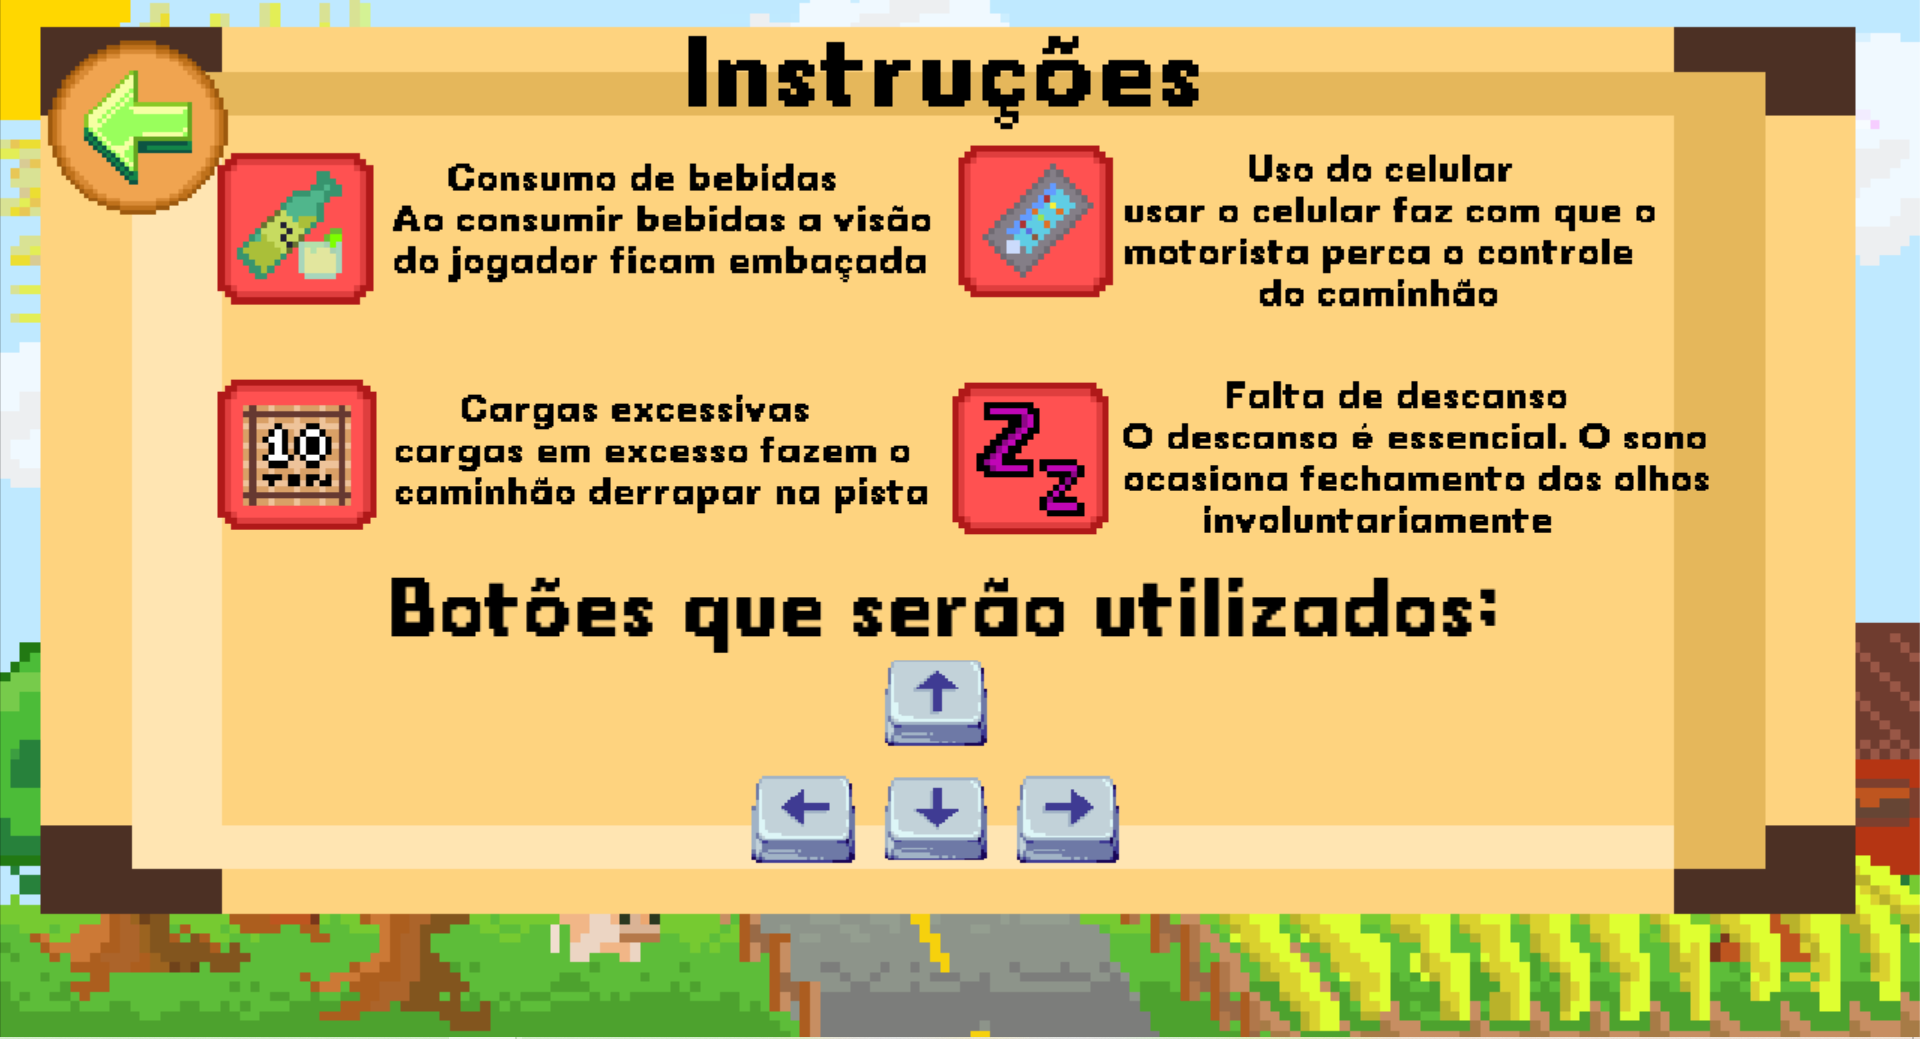 Instruções
Consumo de bebidas
Ao consumir bebidas a visão
do jogador ficam embaçada
Uso do celular
usar o celular faz com que o
motorista perca o controle
do caminhão
10
TON
Cargas excessivas
cargas em excesso fazem o
caminhão derrapar na pista
Z
Z
Falta de descanso
O descanso é essencial. O sono
ocasiona fechamento dos olhos
involuntariamente
Botões que serão utilizados: